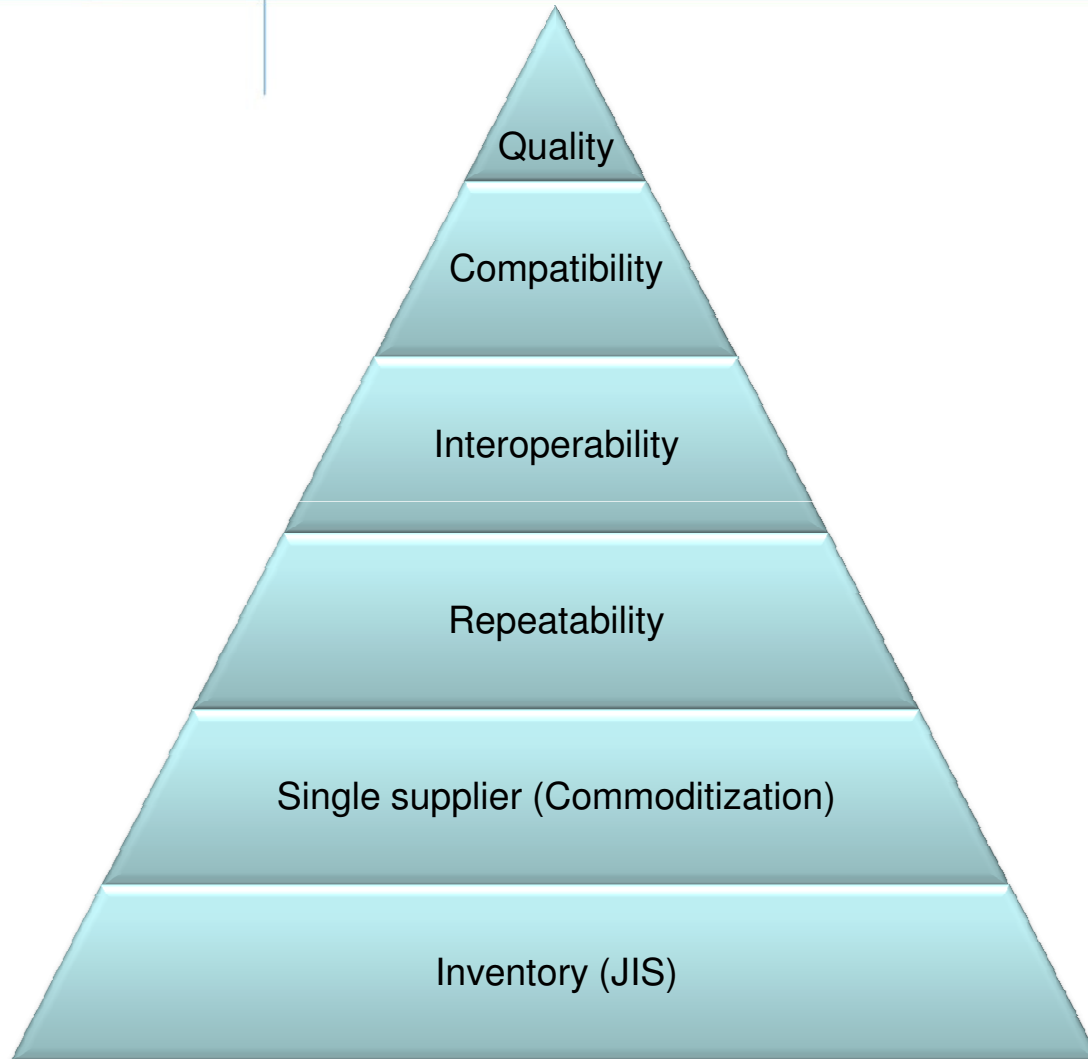 Quality
Compatibility
Interoperability
Repeatability
Single supplier (Commoditization)
Inventory (JIS)